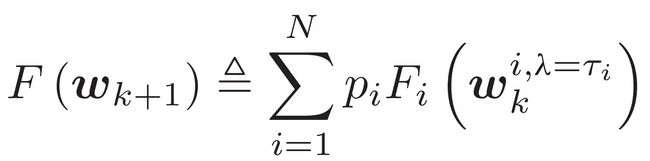 F(w_{k+1}) ≜ ∑_{i=1}^{N} p_i F_i (w_k^{i,λ=τ_i})